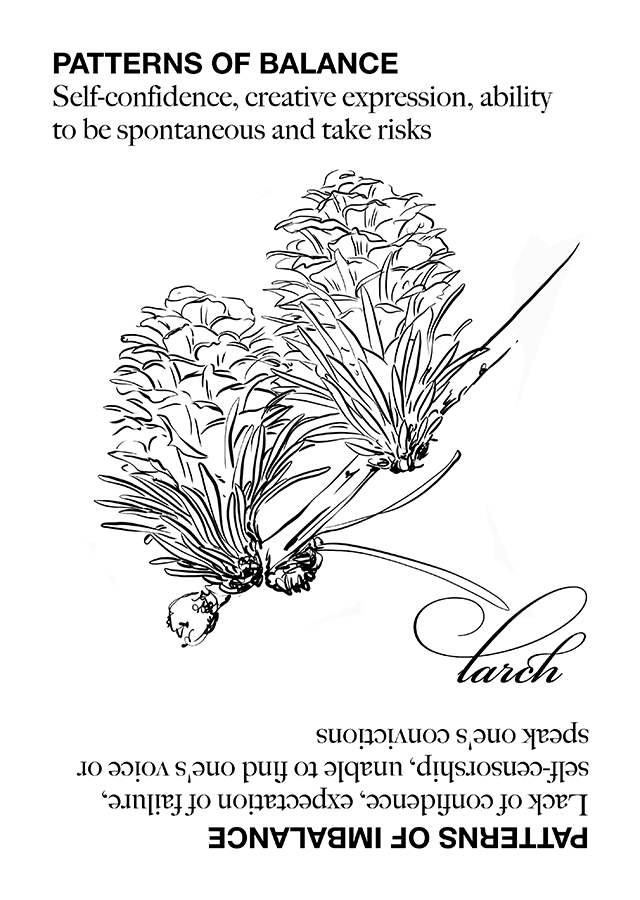 PATTERNS OF BALANCE
Self-confidence, creative expression, ability
to be spontaneous and take risks
larch
PATTERNS OF IMBALANCE
Lack of confidence, expectation of failure,
self-censorship, unable to find one's voice or
speak one's convictions